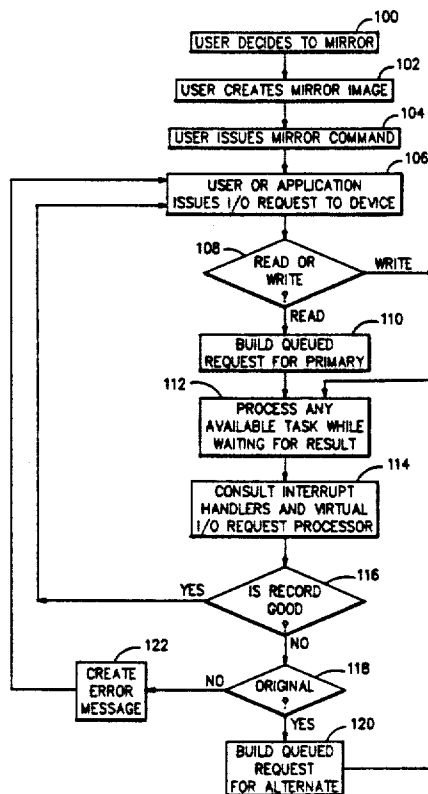 100
USER DECIDES TO MIRROR
102
USER CREATES MIRROR IMAGE
104
USER ISSUES MIRROR COMMAND
106
USER OR APPLICATION
ISSUES I/O REQUEST TO DEVICE
108
READ OR
WRITE
?
WRITE
READ
110
BUILD QUEUED
REQUEST FOR PRIMARY
112
PROCESS ANY
AVAILABLE TASK WHILE
WAITING FOR RESULT
114
CONSULT INTERRUPT
HANDLERS AND VIRTUAL
I/O REQUEST PROCESSOR
116
YES
IS RECORD
GOOD
?
NO
118
122
CREATE
ERROR
MESSAGE
NO
ORIGINAL
?
YES
120
BUILD QUEUED
REQUEST
FOR ALTERNATE